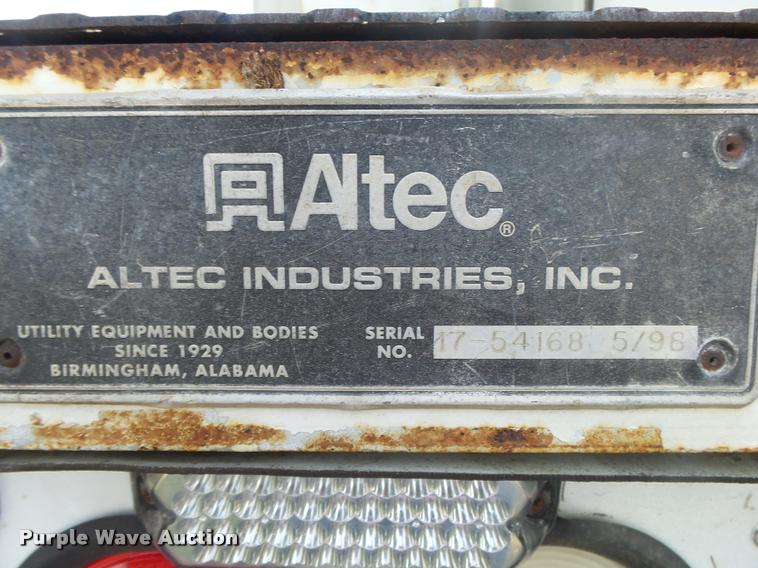 Altec®
ALTEC INDUSTRIES, INC.
UTILITY EQUIPMENT AND BODIES
SINCE 1929
BIRMINGHAM, ALABAMA
SERIAL NO. 17-54168 5/98
Purple Wave Auction